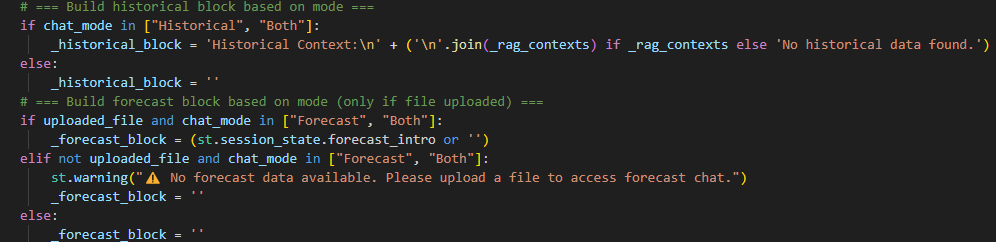 # === Build historical block based on mode ===
if chat_mode in ["Historical", "Both"]:
    _historical_block = 'Historical Context:\n' + ('\n'.join(_rag_contexts) if _rag_contexts else 'No historical data found.')
else:
    _historical_block = ''
# === Build forecast block based on mode (only if file uploaded) ===
if uploaded_file and chat_mode in ["Forecast", "Both"]:
    _forecast_block = (st.session_state.forecast_intro or '')
elif not uploaded_file and chat_mode in ["Forecast", "Both"]:
    st.warning("⚠️ No forecast data available. Please upload a file to access forecast chat.")
    _forecast_block = ''
else:
    _forecast_block = ''